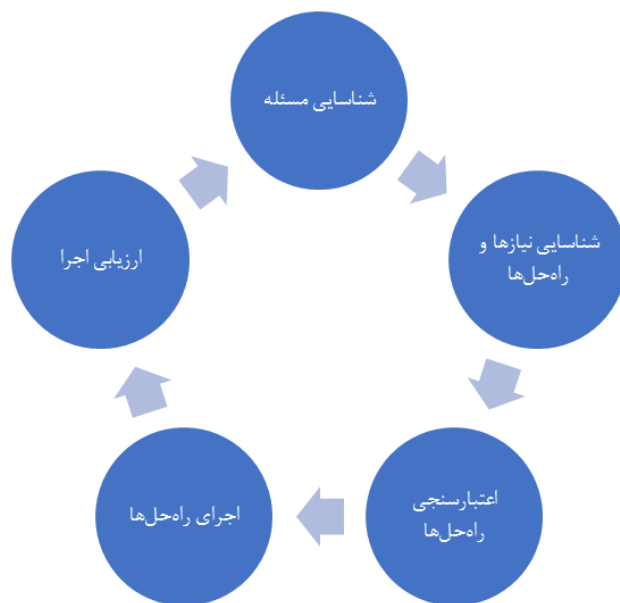 شناسایی مسئله
شناسایی نیازها و
راه‌حل‌ها
اعتبارسنجی
راه‌حل‌ها
اجرای راه‌حل‌ها
ارزیابی اجرا